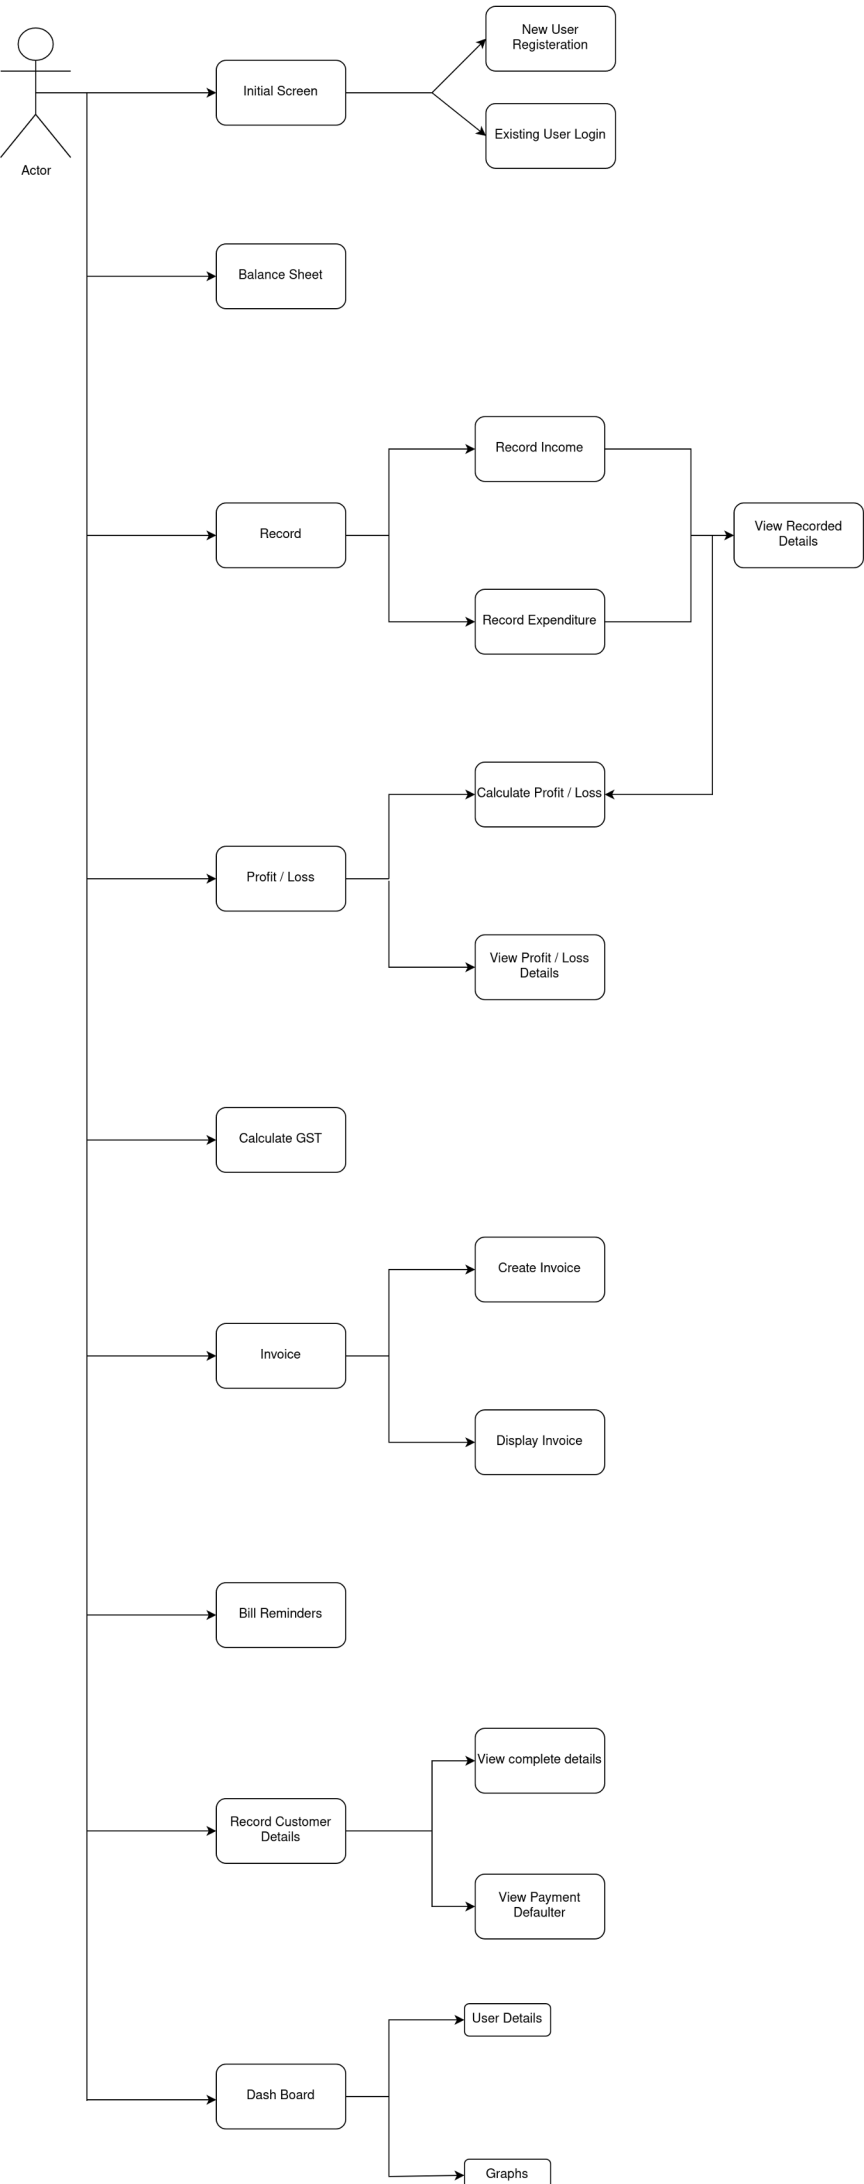 New User
Registeration
Initial Screen
Existing User Login
Actor
Balance Sheet
Record Income
Record
View Recorded
Details
Record Expenditure
Calculate Profit / Loss
Profit / Loss
View Profit / Loss
Details
Calculate GST
Create Invoice
Invoice
Display Invoice
Bill Reminders
View complete details
Record Customer
Details
View Payment
Defaulter
User Details
Dash Board
Graphs